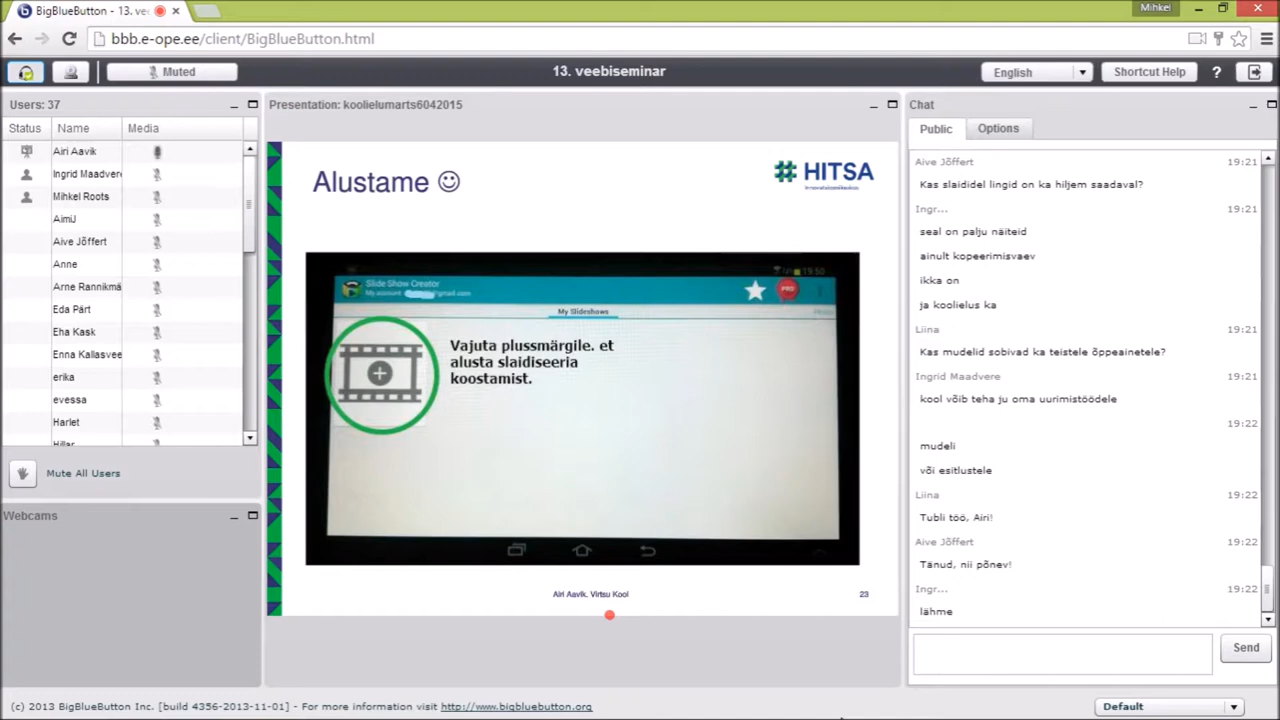 BigBlueButton - 13. ve
Mihkel
bbb.e-ope.ee/client/BigBlueButton.html
Muted
13. veebiseminar
English
Shortcut Help
?
Users: 37
Status Name Media
Airi Aavik
Ingrid Maadvere
Mihkel Roots
AimiJ
Aive Jõffert
Anne
Arne Rannikmä
Eda Pärt
Eha Kask
Enna Kallasvee
erika
evessa
Harlet
Hillar
Mute All Users
Webcams
Presentation: koolielumarts6042015
Alustame ☺
HITSA
Slide Show Creator
My account:
gmail.com
19:50
PRO
My Slideshows
Vajuta plussmärgile. et
alusta slaidiseeria
koostamist.
Airi Aavik, Virtsu Kool
23
Chat
Public Options
Aive Jõffert 19:21
Kas slaididel lingid on ka hiljem saadaval?
Ingr... 19:21
seal on palju näiteid
ainult kopeerimisvaev
ikka on
ja koolielus ka
Liina 19:21
Kas mudelid sobivad ka teistele õppeainetele?
Ingrid Maadvere 19:21
kool võib teha ju oma uurimistöödele
19:22
mudeli
või esitlustele
Liina 19:22
Tubli töö, Airi!
Aive Jõffert 19:22
Tänud, nii põnev!
Ingr... 19:22
lähme
Send
(c) 2013 BigBlueButton Inc. [build 4356-2013-11-01] - For more information visit http://www.bigbluebutton.org
Default